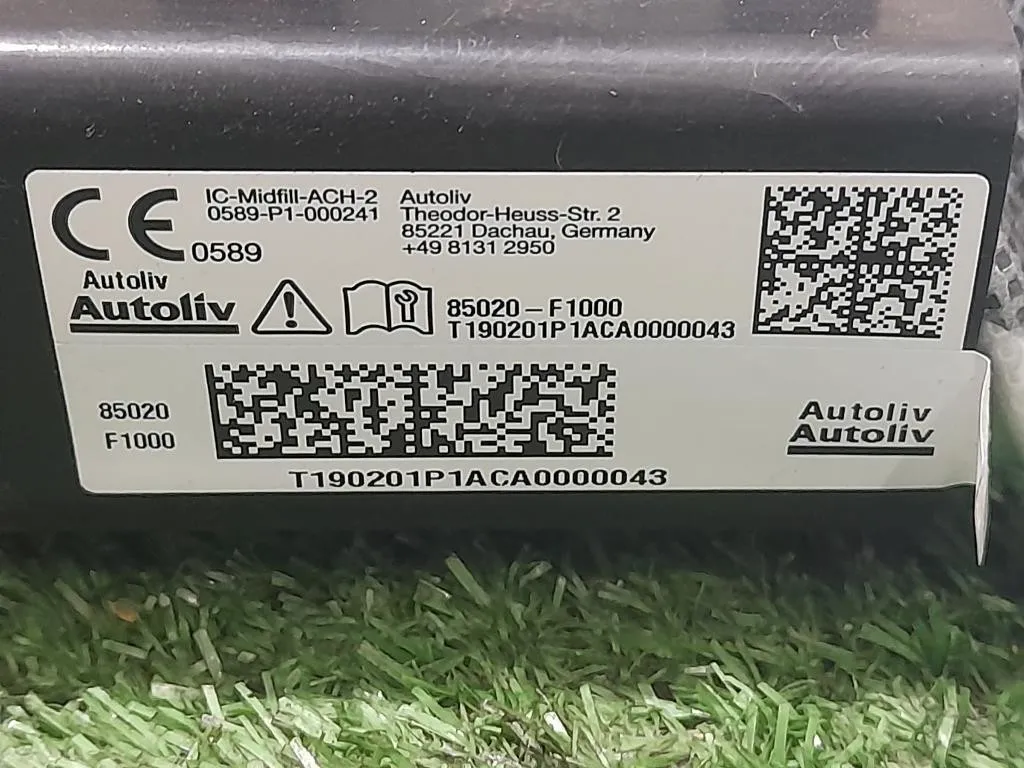 CE 0589
IC-Midfill-ACH-2
0589-P1-000241
Autoliv
Theodor-Heuss-Str. 2
85221 Dachau, Germany
+49 8131 2950
Autoliv
Autoliv
85020-F1000
T190201P1ACA0000043
85020
F1000
T190201P1ACA0000043
Autoliv
Autoliv